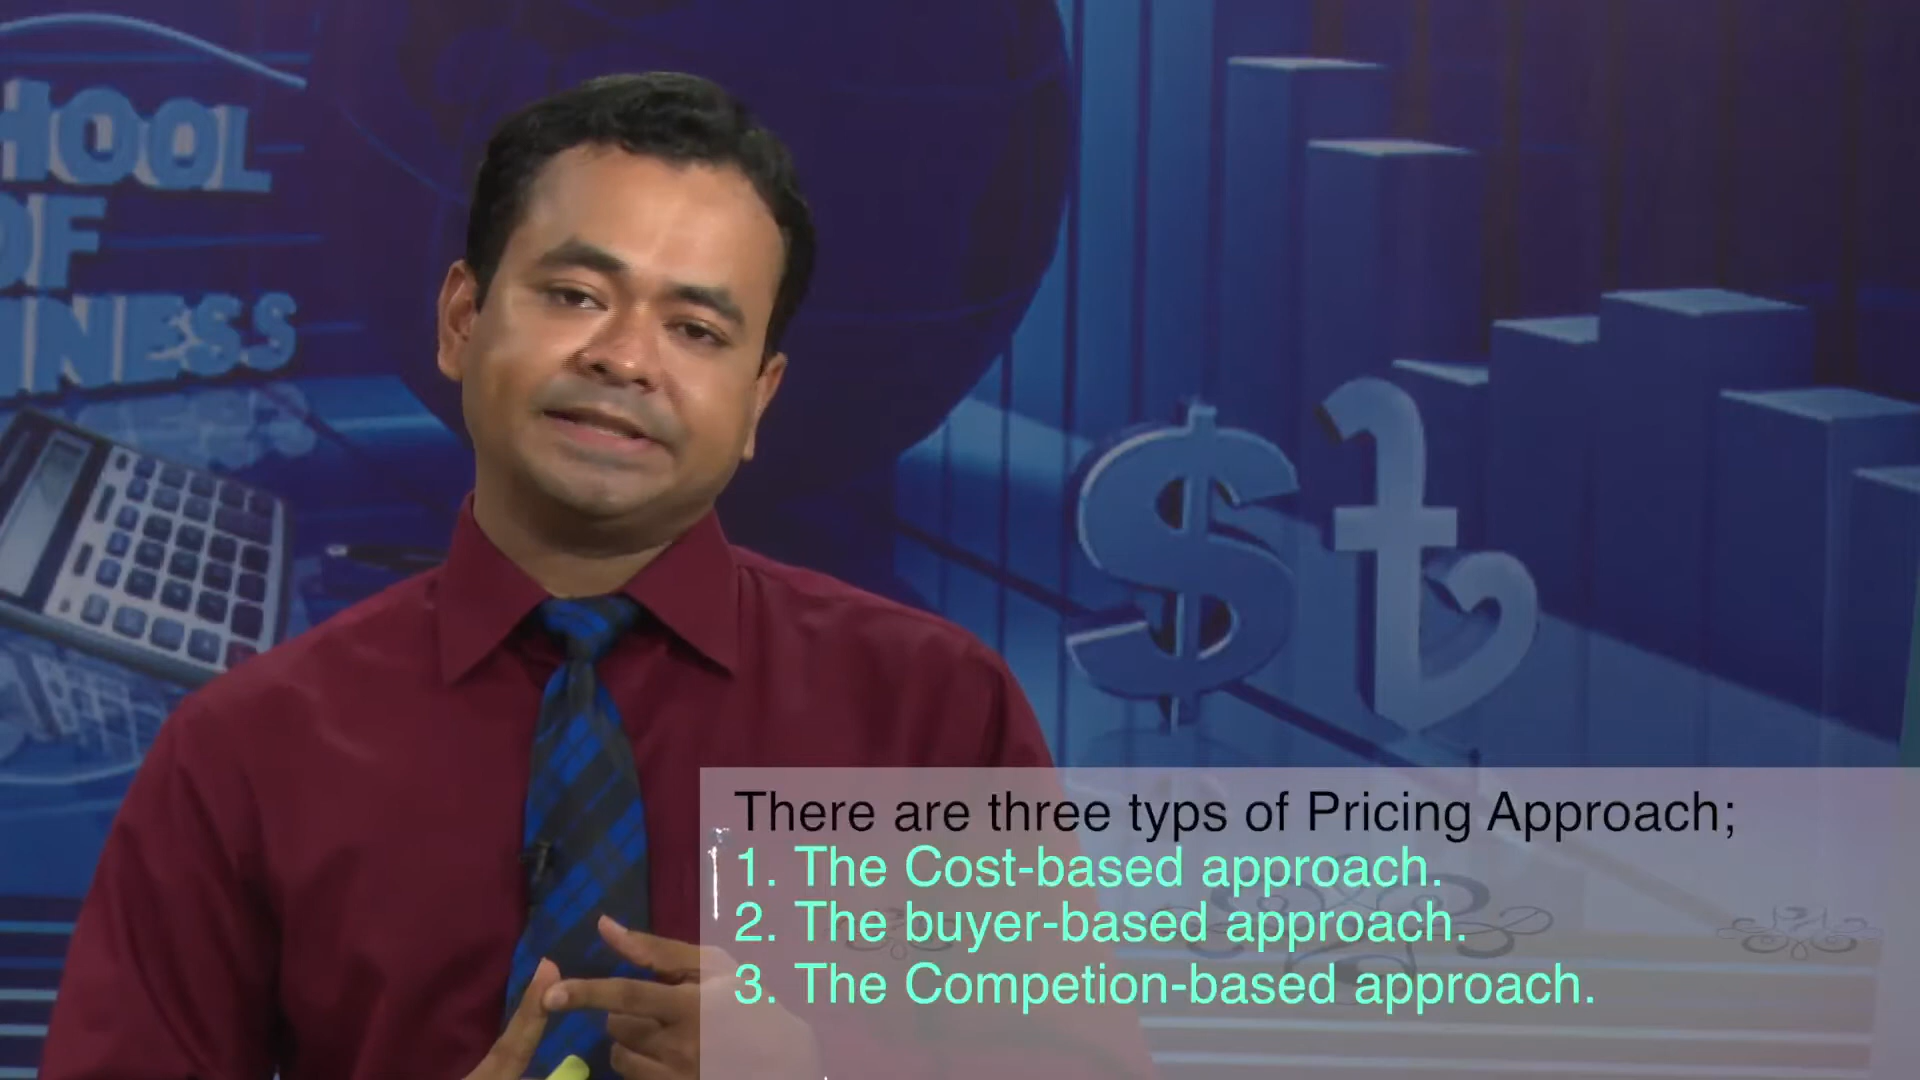 HOOL
OF
INESS
$ ৳
There are three typs of Pricing Approach;
1. The Cost-based approach.
2. The buyer-based approach.
3. The Competion-based approach.